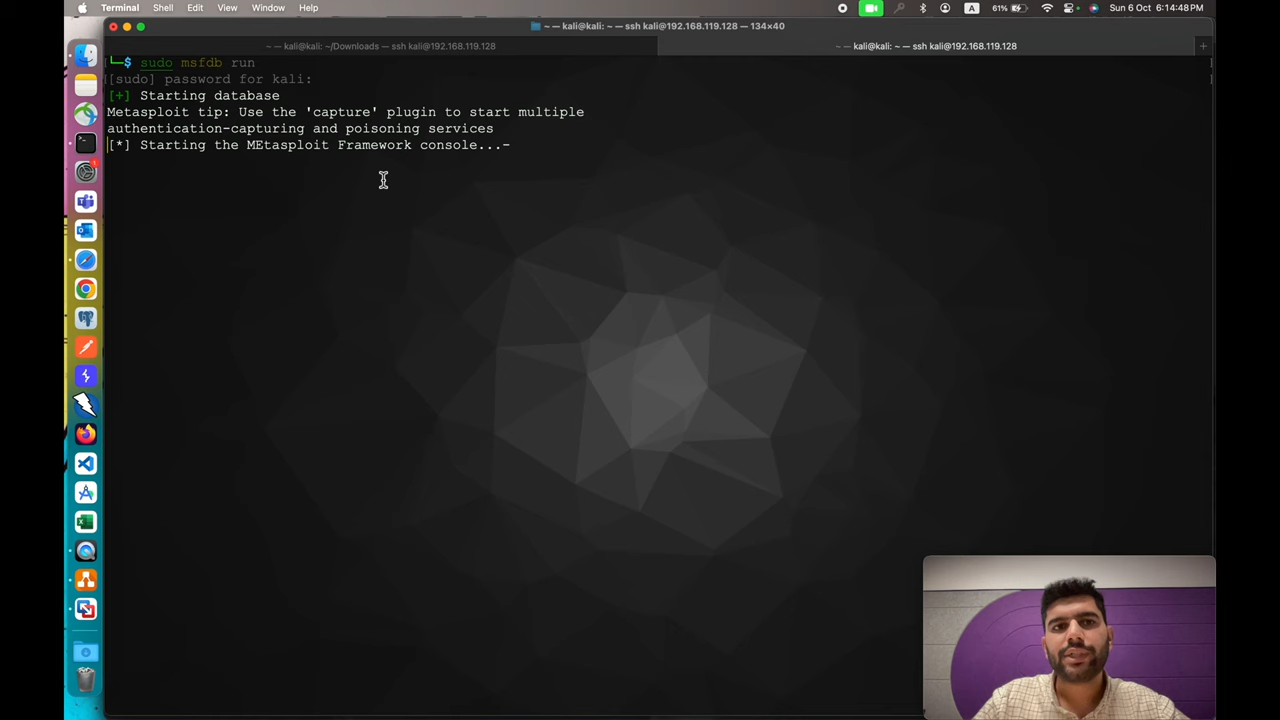 Terminal Shell Edit View Window Help 61% Sun 6 Oct 6:14:48 PM
~ — kali@kali: ~ — ssh kali@192.168.119.128 — 134×40
~ — kali@kali: ~/Downloads — ssh kali@192.168.119.128
~ — kali@kali: ~ — ssh kali@192.168.119.128
└─$ sudo msfdb run
[[sudo] password for kali:
[+] Starting database
Metasploit tip: Use the 'capture' plugin to start multiple
authentication-capturing and poisoning services
[*] Starting the MEtasploit Framework console...-